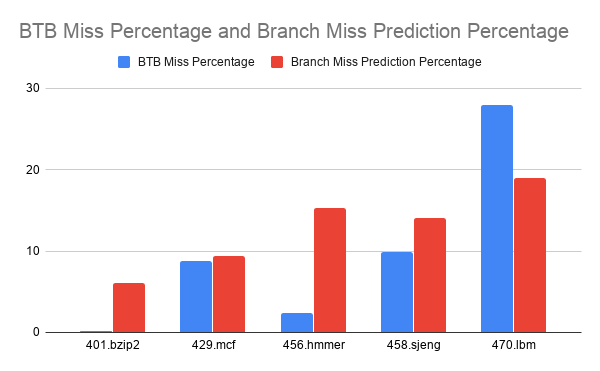 BTB Miss Percentage and Branch Miss Prediction Percentage
BTB Miss Percentage Branch Miss Prediction Percentage
30
20
10
0
401.bzip2 429.mcf 456.hmmer 458.sjeng 470.lbm